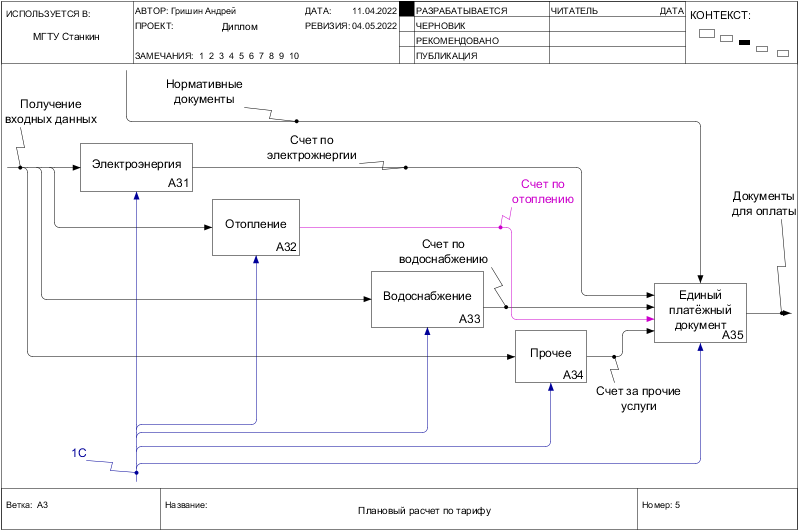 ИСПОЛЬЗУЕТСЯ В:
МГТУ Станкин
АВТОР: Гришин Андрей
ДАТА: 11.04.2022
ПРОЕКТ: Диплом
РЕВИЗИЯ: 04.05.2022
ЗАМЕЧАНИЯ: 1 2 3 4 5 6 7 8 9 10
РАЗРАБАТЫВАЕТСЯ
ЧЕРНОВИК
РЕКОМЕНДОВАНО
ПУБЛИКАЦИЯ
ЧИТАТЕЛЬ ДАТА
КОНТЕКСТ:
Нормативные
документы
Получение
входных данных
Счет по
электрожнергии
Электроэнергия
A31
Счет по
отоплению
Документы
для оплаты
Отопление
A32
Счет по
водоснабжению
Водоснабжение
A33
Единый
платёжный
документ
A35
Прочее
A34
Счет за прочие
услуги
1С
Ветка: A3
Название:
Плановый расчет по тарифу
Номер: 5